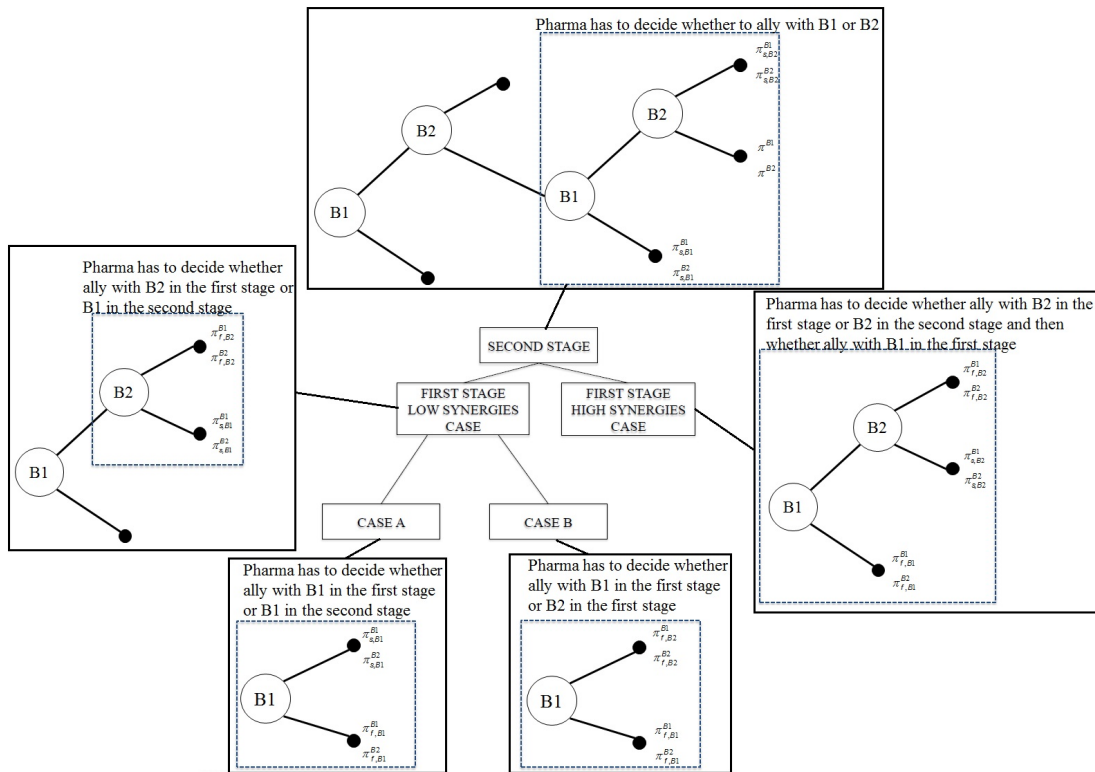 Pharma has to decide whether to ally with B1 or B2
π^{B1}_{s,B2}
π^{B2}_{s,B2}
B2
B2
π^{B1}
π^{B2}
B1
B1
π^{B1}_{s,B1}
π^{B2}_{s,B1}
Pharma has to decide whether
ally with B2 in the first stage or
B1 in the second stage
π^{B1}_{f,B2}
π^{B2}_{f,B2}
B2
π^{B1}_{s,B1}
π^{B2}_{s,B1}
B1
Pharma has to decide whether ally with B2 in the
first stage or B2 in the second stage and then
whether ally with B1 in the first stage
π^{B1}_{f,B2}
π^{B2}_{f,B2}
B2
π^{B1}_{s,B2}
π^{B2}_{s,B2}
B1
π^{B1}_{f,B1}
π^{B2}_{f,B1}
SECOND STAGE
FIRST STAGE
LOW SYNERGIES
CASE
FIRST STAGE
HIGH SYNERGIES
CASE
CASE A
CASE B
Pharma has to decide whether
ally with B1 in the first stage
or B1 in the second stage
π^{B1}_{s,B1}
π^{B2}_{s,B1}
B1
π^{B1}_{f,B1}
π^{B2}_{f,B1}
Pharma has to decide whether
ally with B1 in the first stage
or B2 in the first stage
π^{B1}_{f,B2}
π^{B2}_{f,B2}
B1
π^{B1}_{f,B1}
π^{B2}_{f,B1}